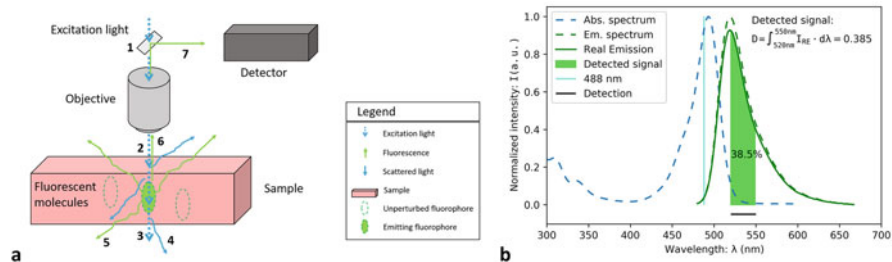 Excitation light
1
7
Detector
Objective
6
2
Fluorescent
molecules
Sample
3
5
4
a
Legend
Excitation light
Fluorescence
Scattered light
Sample
Unperturbed fluorophore
Emitting fluorophore
Abs. spectrum
Em. spectrum
Real Emission
Detected signal
488 nm
Detection
Detected signal:
D=∫₅₂₀ₙₘ⁵⁵⁰ⁿᵐ I_RE · dλ = 0.385
38.5%
Normalized intensity: I(a.u.)
1.0
0.8
0.6
0.4
0.2
0.0
300 350 400 450 500 550 600 650 700
Wavelength: λ (nm)
b